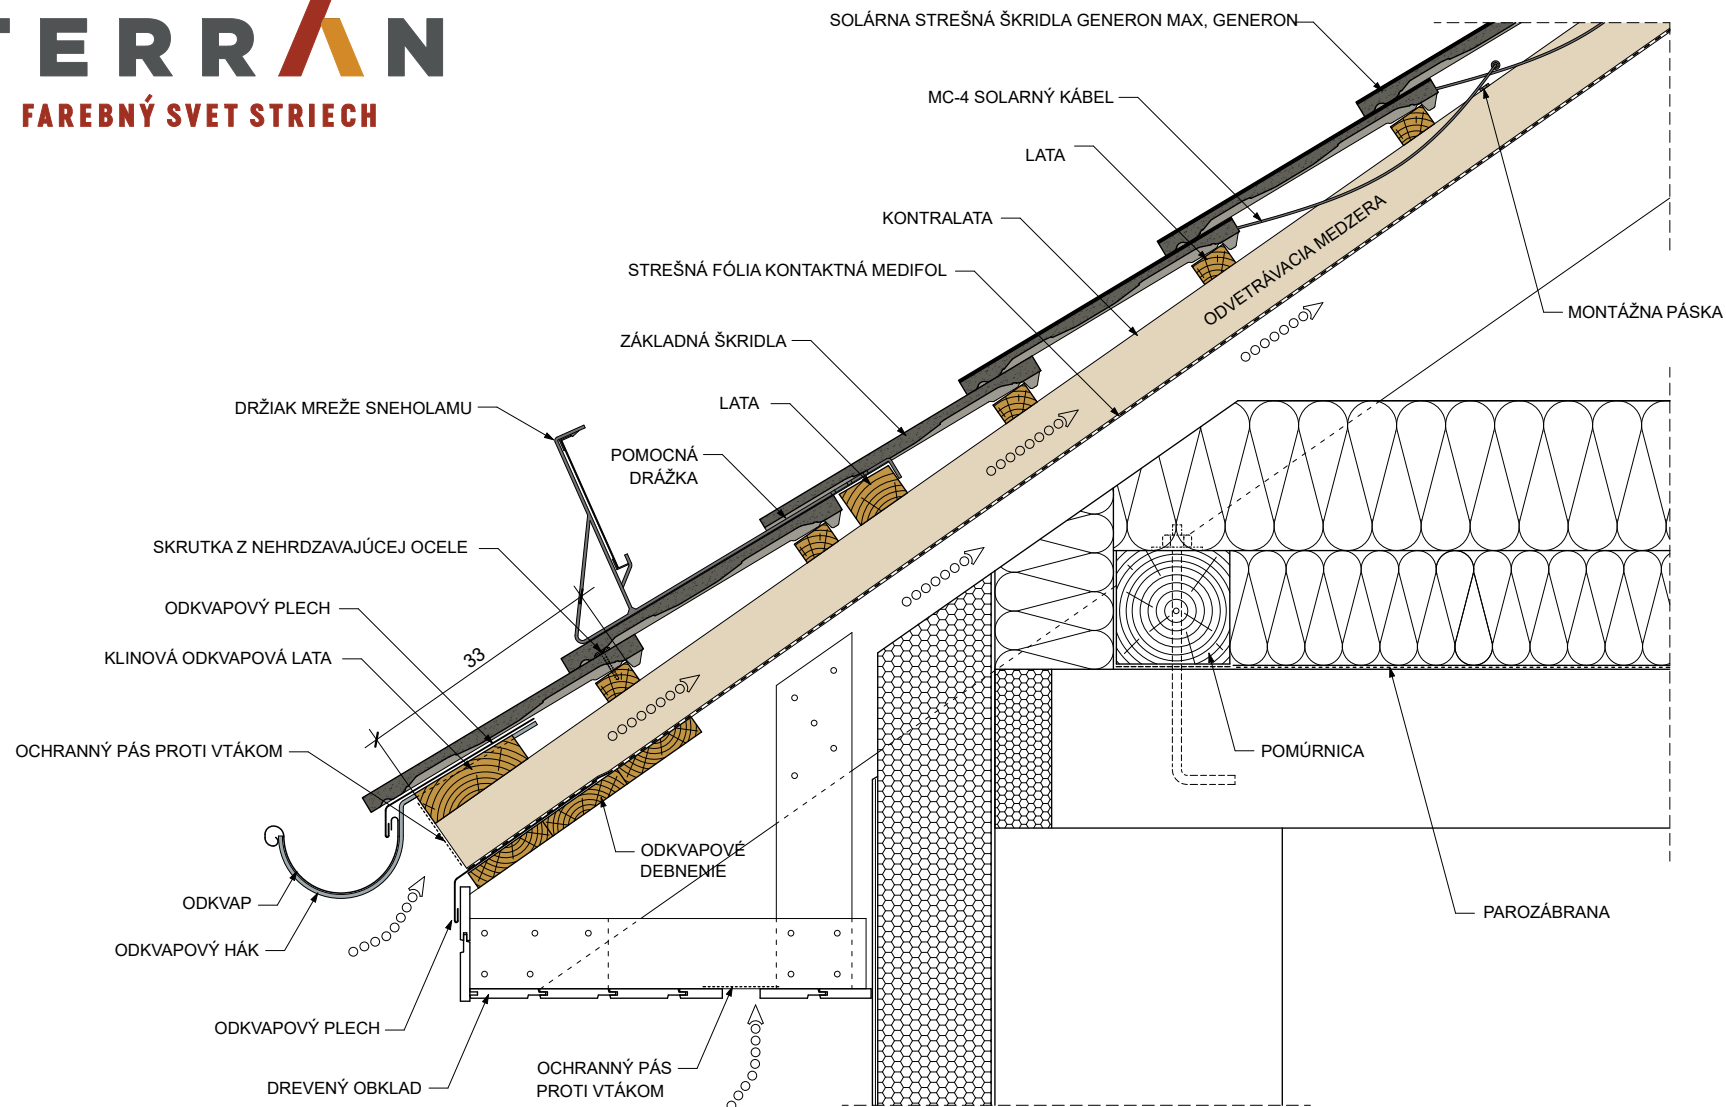 TERRÁN
FAREBNÝ SVET STRIECH
SOLÁRNA STREŠNÁ ŠKRIDLA GENERON MAX, GENERON
MC-4 SOLARNÝ KÁBEL
LATA
KONTRALATA
ODVETRÁVACIA MEDZERA
STREŠNÁ FÓLIA KONTAKTNÁ MEDIFOL
MONTÁŽNA PÁSKA
ZÁKLADNÁ ŠKRIDLA
DRŽIAK MREŽE SNEHOLAMU
LATA
POMOCNÁ
DRÁŽKA
SKRUTKA Z NEHRDZAVAJÚCEJ OCELE
ODKVAPOVÝ PLECH
33
KLINOVÁ ODKVAPOVÁ LATA
OCHRANNÝ PÁS PROTI VTÁKOM
POMÚRNICA
ODKVAPOVÉ
DEBNENIE
ODKVAP
PAROZÁBRANA
ODKVAPOVÝ HÁK
ODKVAPOVÝ PLECH
OCHRANNÝ PÁS
PROTI VTÁKOM
DREVENÝ OBKLAD